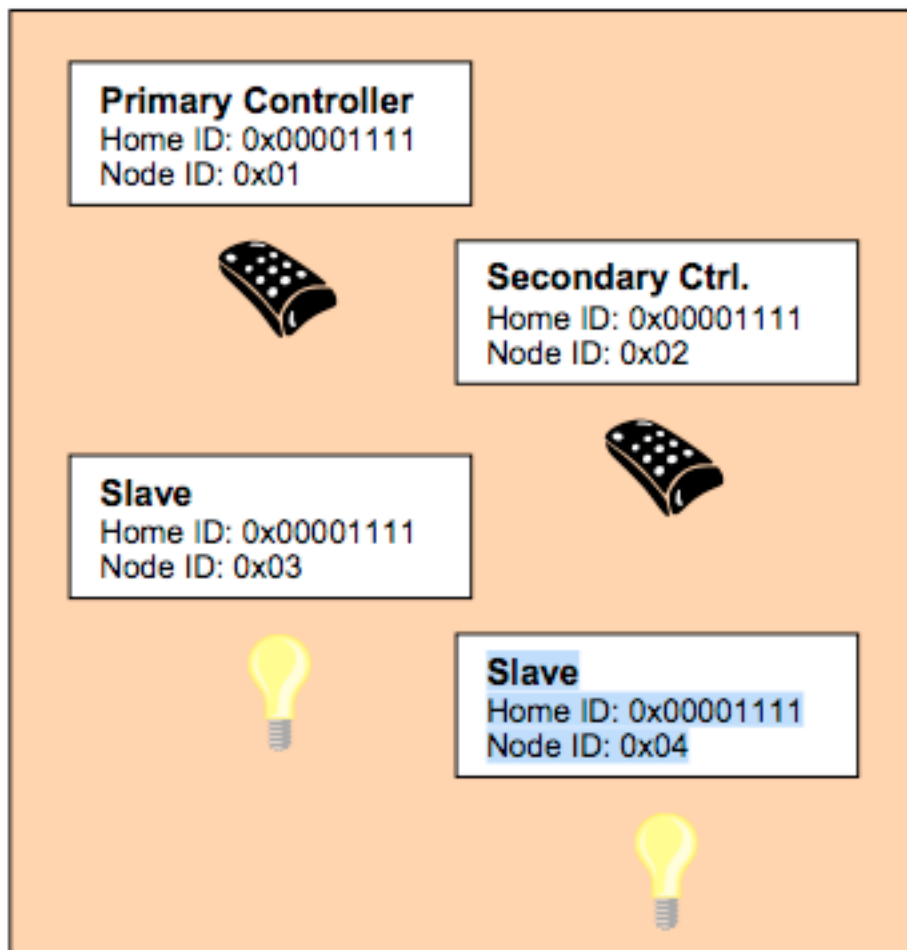 Primary Controller
Home ID: 0x00001111
Node ID: 0x01
Secondary Ctrl.
Home ID: 0x00001111
Node ID: 0x02
Slave
Home ID: 0x00001111
Node ID: 0x03
Slave
Home ID: 0x00001111
Node ID: 0x04